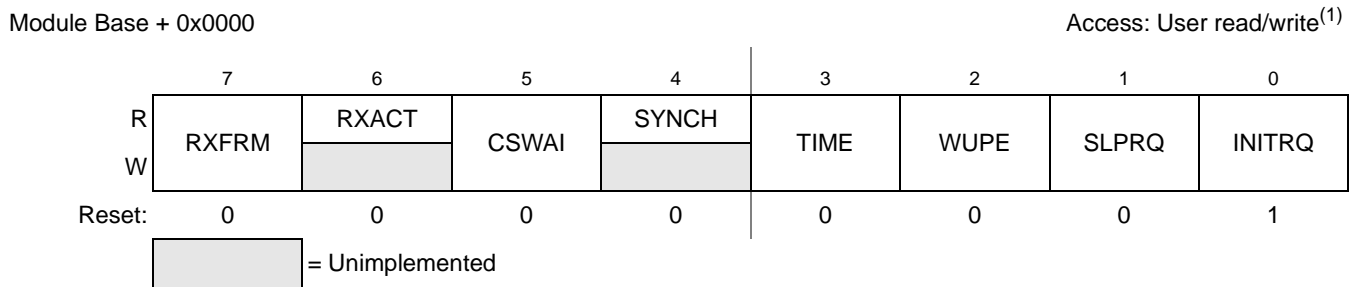 Module Base + 0x0000 Access: User read/write(1)
7 6 5 4 3 2 1 0
R RXFRM RXACT CSWAI SYNCH TIME WUPE SLPRQ INITRQ
W
Reset: 0 0 0 0 0 0 0 1
= Unimplemented